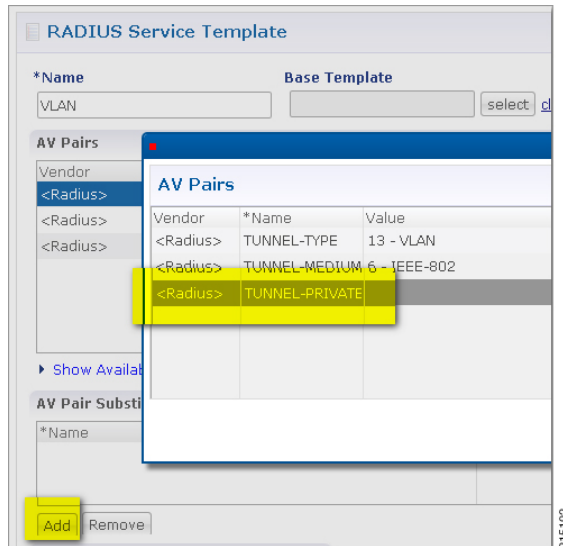 RADIUS Service Template
*Name Base Template
VLAN select
AV Pairs
Vendor
<Radius>
<Radius>
<Radius>
AV Pairs
Vendor *Name Value
<Radius> TUNNEL-TYPE 13 - VLAN
<Radius> TUNNEL-MEDIUM 6 - IEEE-802
<Radius> TUNNEL-PRIVATE
Show Availab
AV Pair Substi
*Name
Add Remove